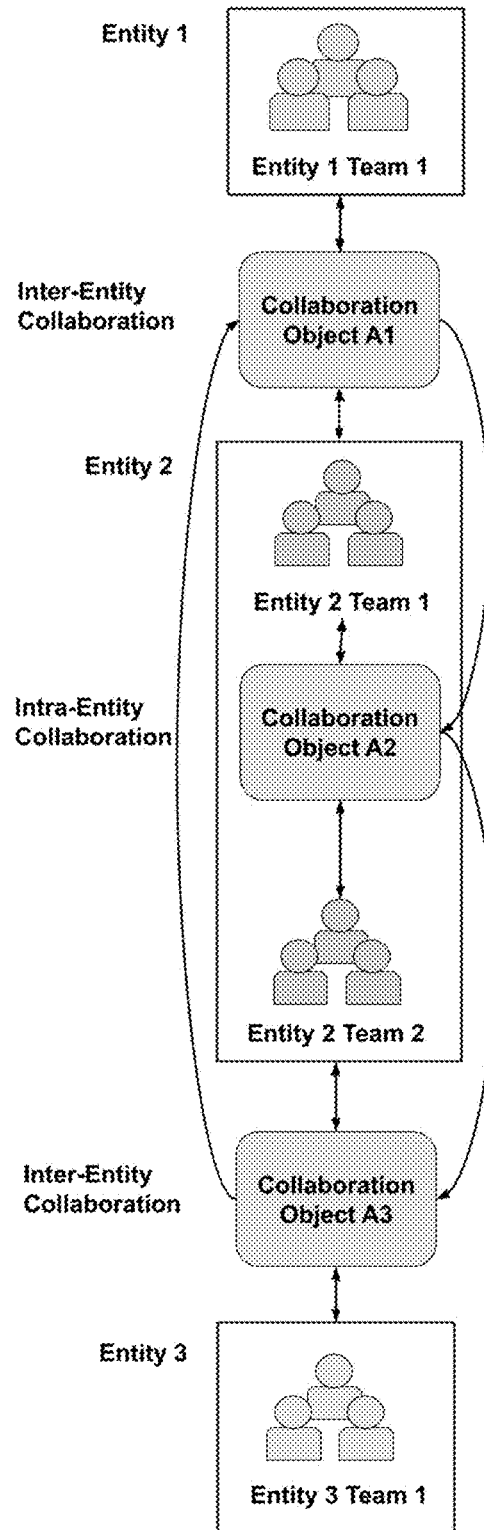 Entity 1
Entity 1 Team 1
Inter-Entity
Collaboration
Collaboration
Object A1
Entity 2
Entity 2 Team 1
Intra-Entity
Collaboration
Collaboration
Object A2
Entity 2 Team 2
Inter-Entity
Collaboration
Collaboration
Object A3
Entity 3
Entity 3 Team 1